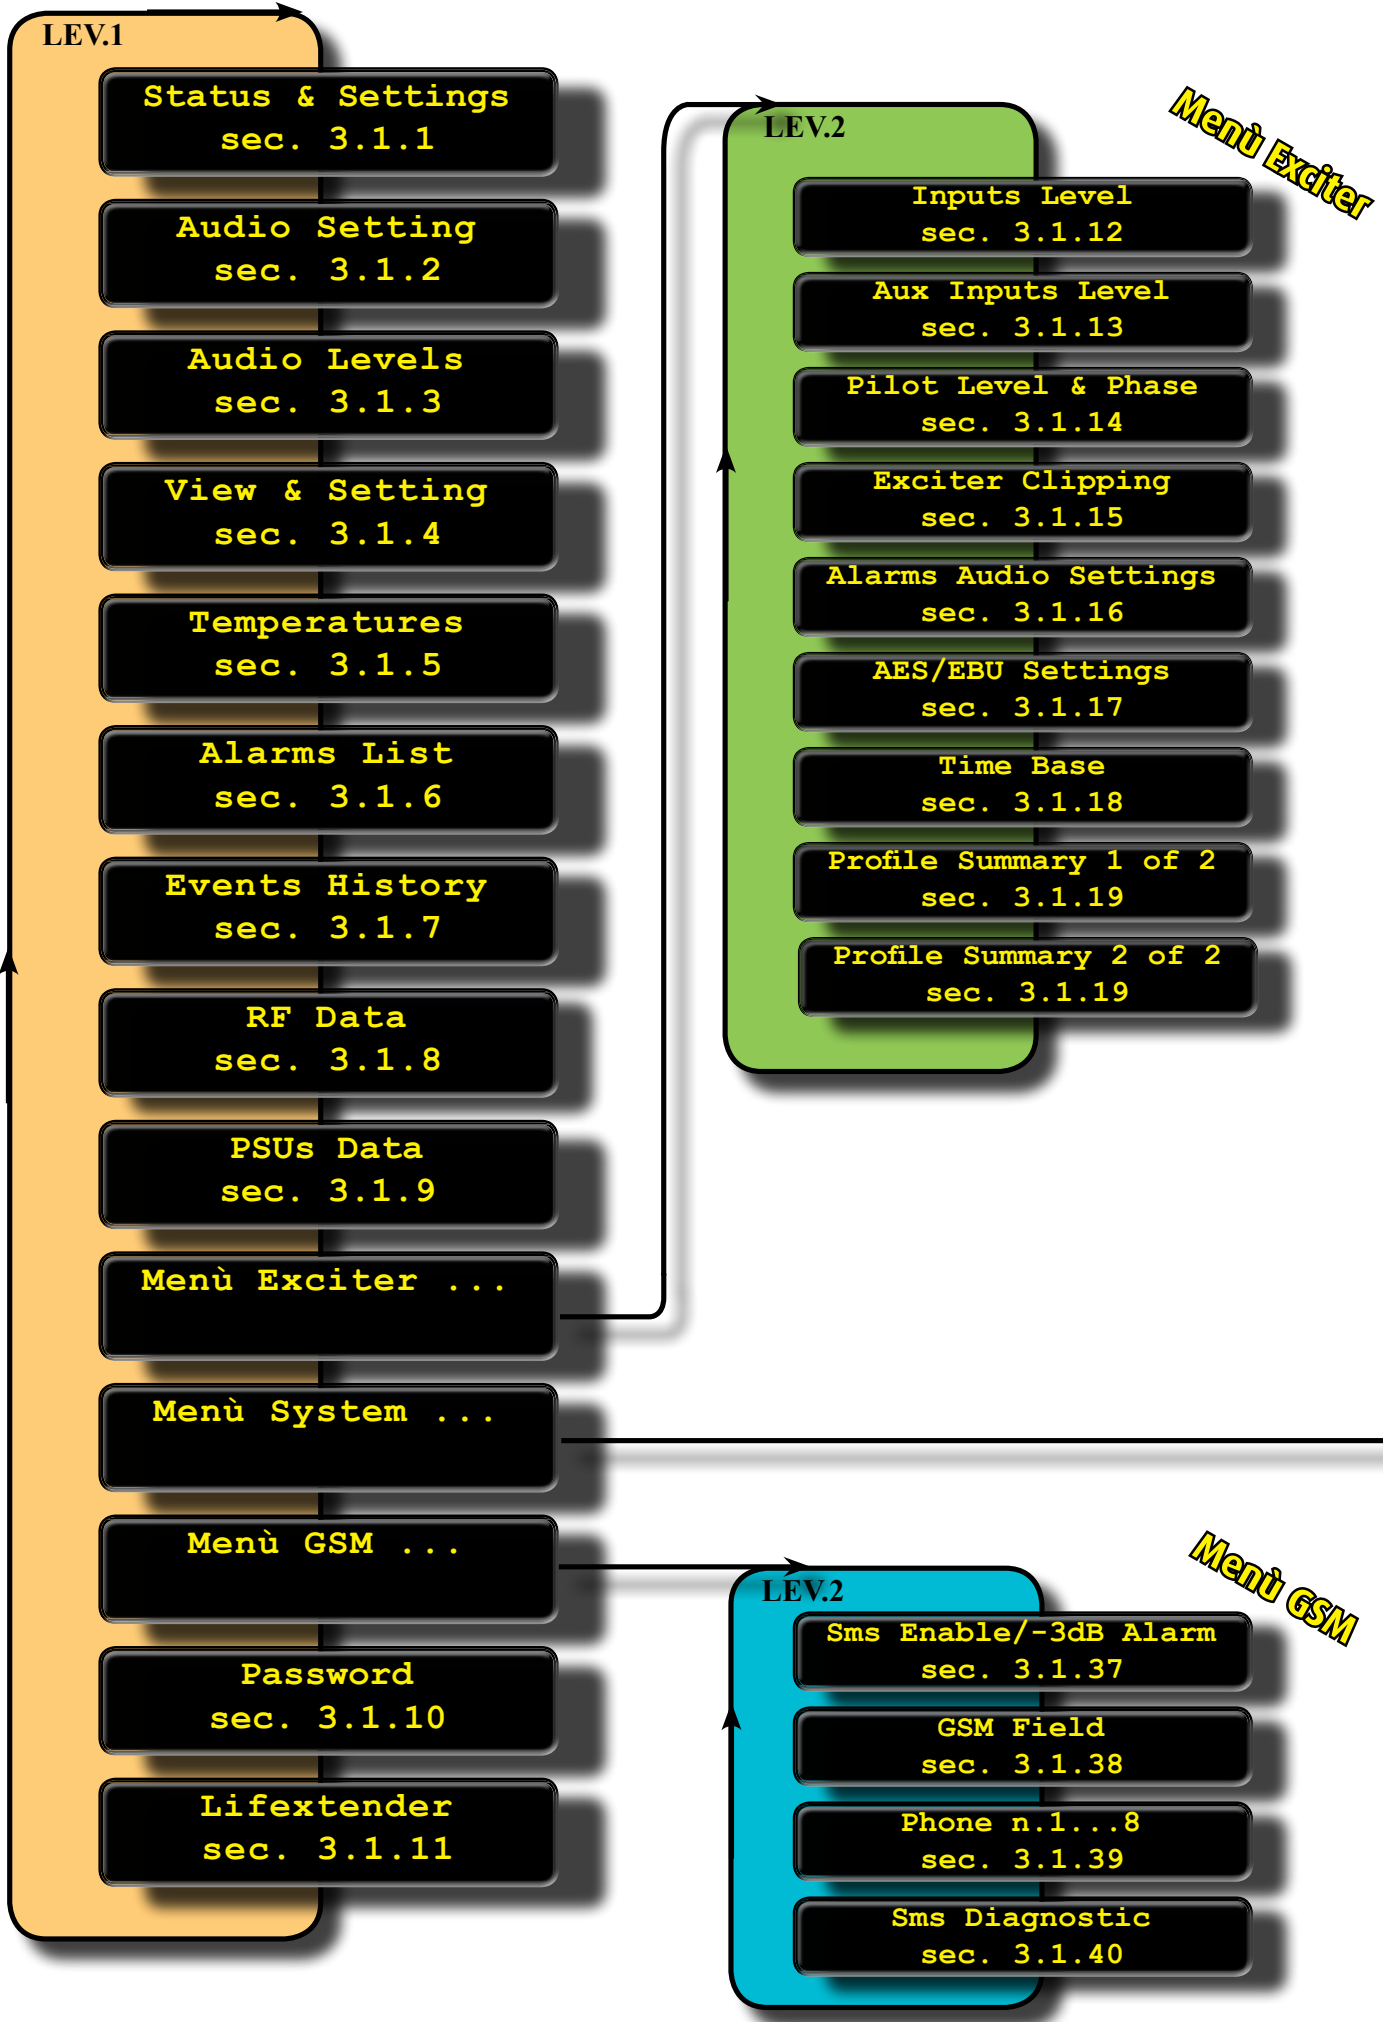 LEV.1
Status & Settings
sec. 3.1.1
Audio Setting
sec. 3.1.2
Audio Levels
sec. 3.1.3
View & Setting
sec. 3.1.4
Temperatures
sec. 3.1.5
Alarms List
sec. 3.1.6
Events History
sec. 3.1.7
RF Data
sec. 3.1.8
PSUs Data
sec. 3.1.9
Menù Exciter ...
Menù System ...
Menù GSM ...
Password
sec. 3.1.10
Lifextender
sec. 3.1.11
Menù Exciter
LEV.2
Inputs Level
sec. 3.1.12
Aux Inputs Level
sec. 3.1.13
Pilot Level & Phase
sec. 3.1.14
Exciter Clipping
sec. 3.1.15
Alarms Audio Settings
sec. 3.1.16
AES/EBU Settings
sec. 3.1.17
Time Base
sec. 3.1.18
Profile Summary 1 of 2
sec. 3.1.19
Profile Summary 2 of 2
sec. 3.1.19
Menù GSM
LEV.2
Sms Enable/-3dB Alarm
sec. 3.1.37
GSM Field
sec. 3.1.38
Phone n.1...8
sec. 3.1.39
Sms Diagnostic
sec. 3.1.40